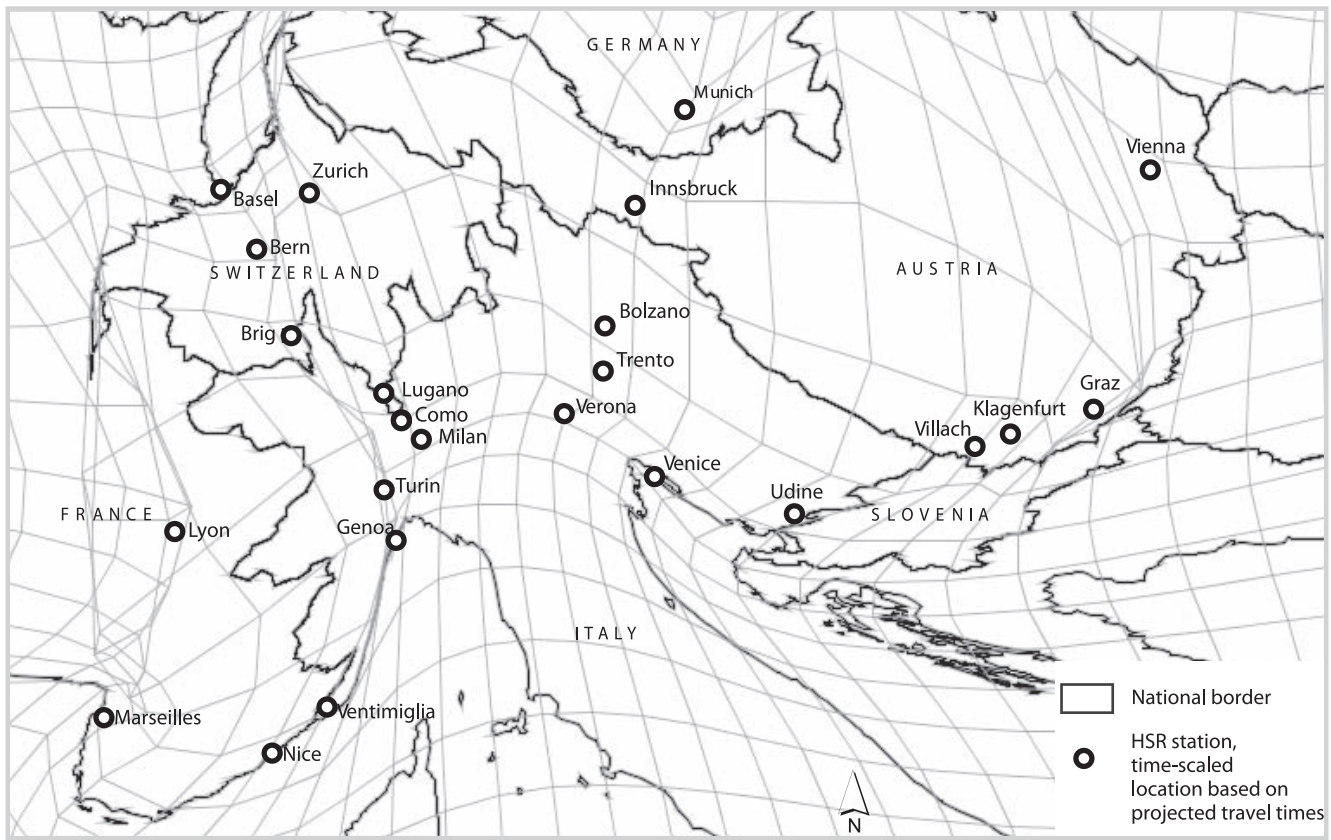 GERMANY
Munich
Vienna
Zurich
Basel
Innsbruck
Bern
SWITZERLAND
AUSTRIA
Bolzano
Brig
Trento
Lugano
Graz
Como
Verona
Klagenfurt
Milan
Villach
Venice
Turin
Udine
FRANCE
SLOVENIA
Lyon
Genoa
ITALY
National border
Ventimiglia
Marseilles
HSR station,
time-scaled
location based on
projected travel times
Nice
N